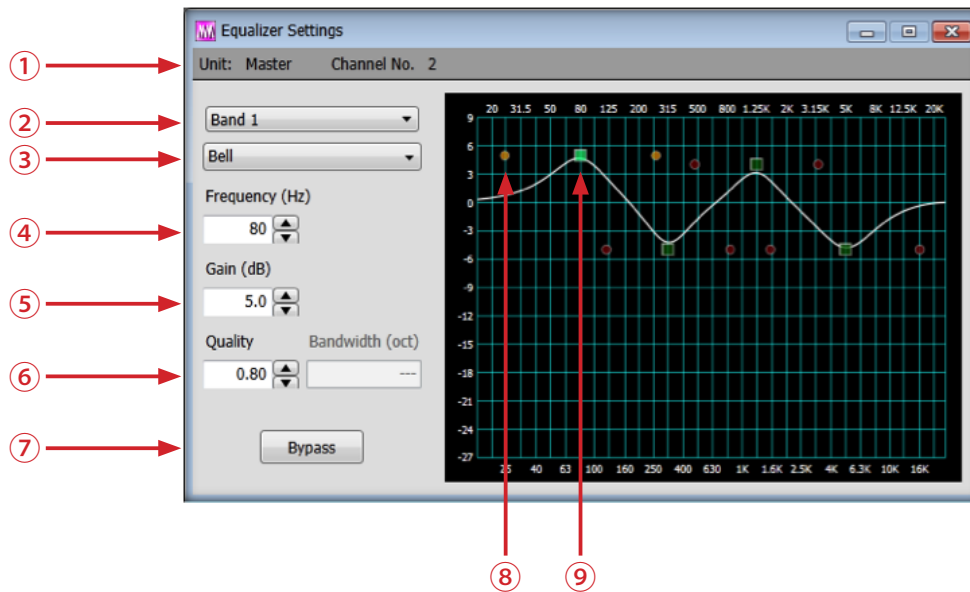 Equalizer Settings
① Unit: Master Channel No. 2
② Band 1
③ Bell
Frequency (Hz)
④ 80
Gain (dB)
⑤ 5.0
Quality Bandwidth (oct)
⑥ 0.80 ---
⑦ Bypass
20 31.5 50 80 125 200 315 500 800 1.25K 2K 3.15K 5K 8K 12.5K 20K
9
6
3
0
-3
-6
-9
-12
-15
-18
-21
-24
-27
25 40 63 100 160 250 400 630 1K 1.6K 2.5K 4K 6.3K 10K 16K
⑧ ⑨